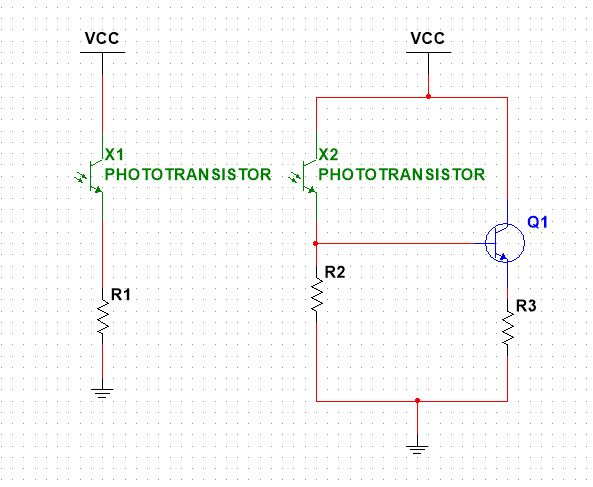 VCC
X1
PHOTOTRANSISTOR
R1
VCC
X2
PHOTOTRANSISTOR
Q1
R2
R3